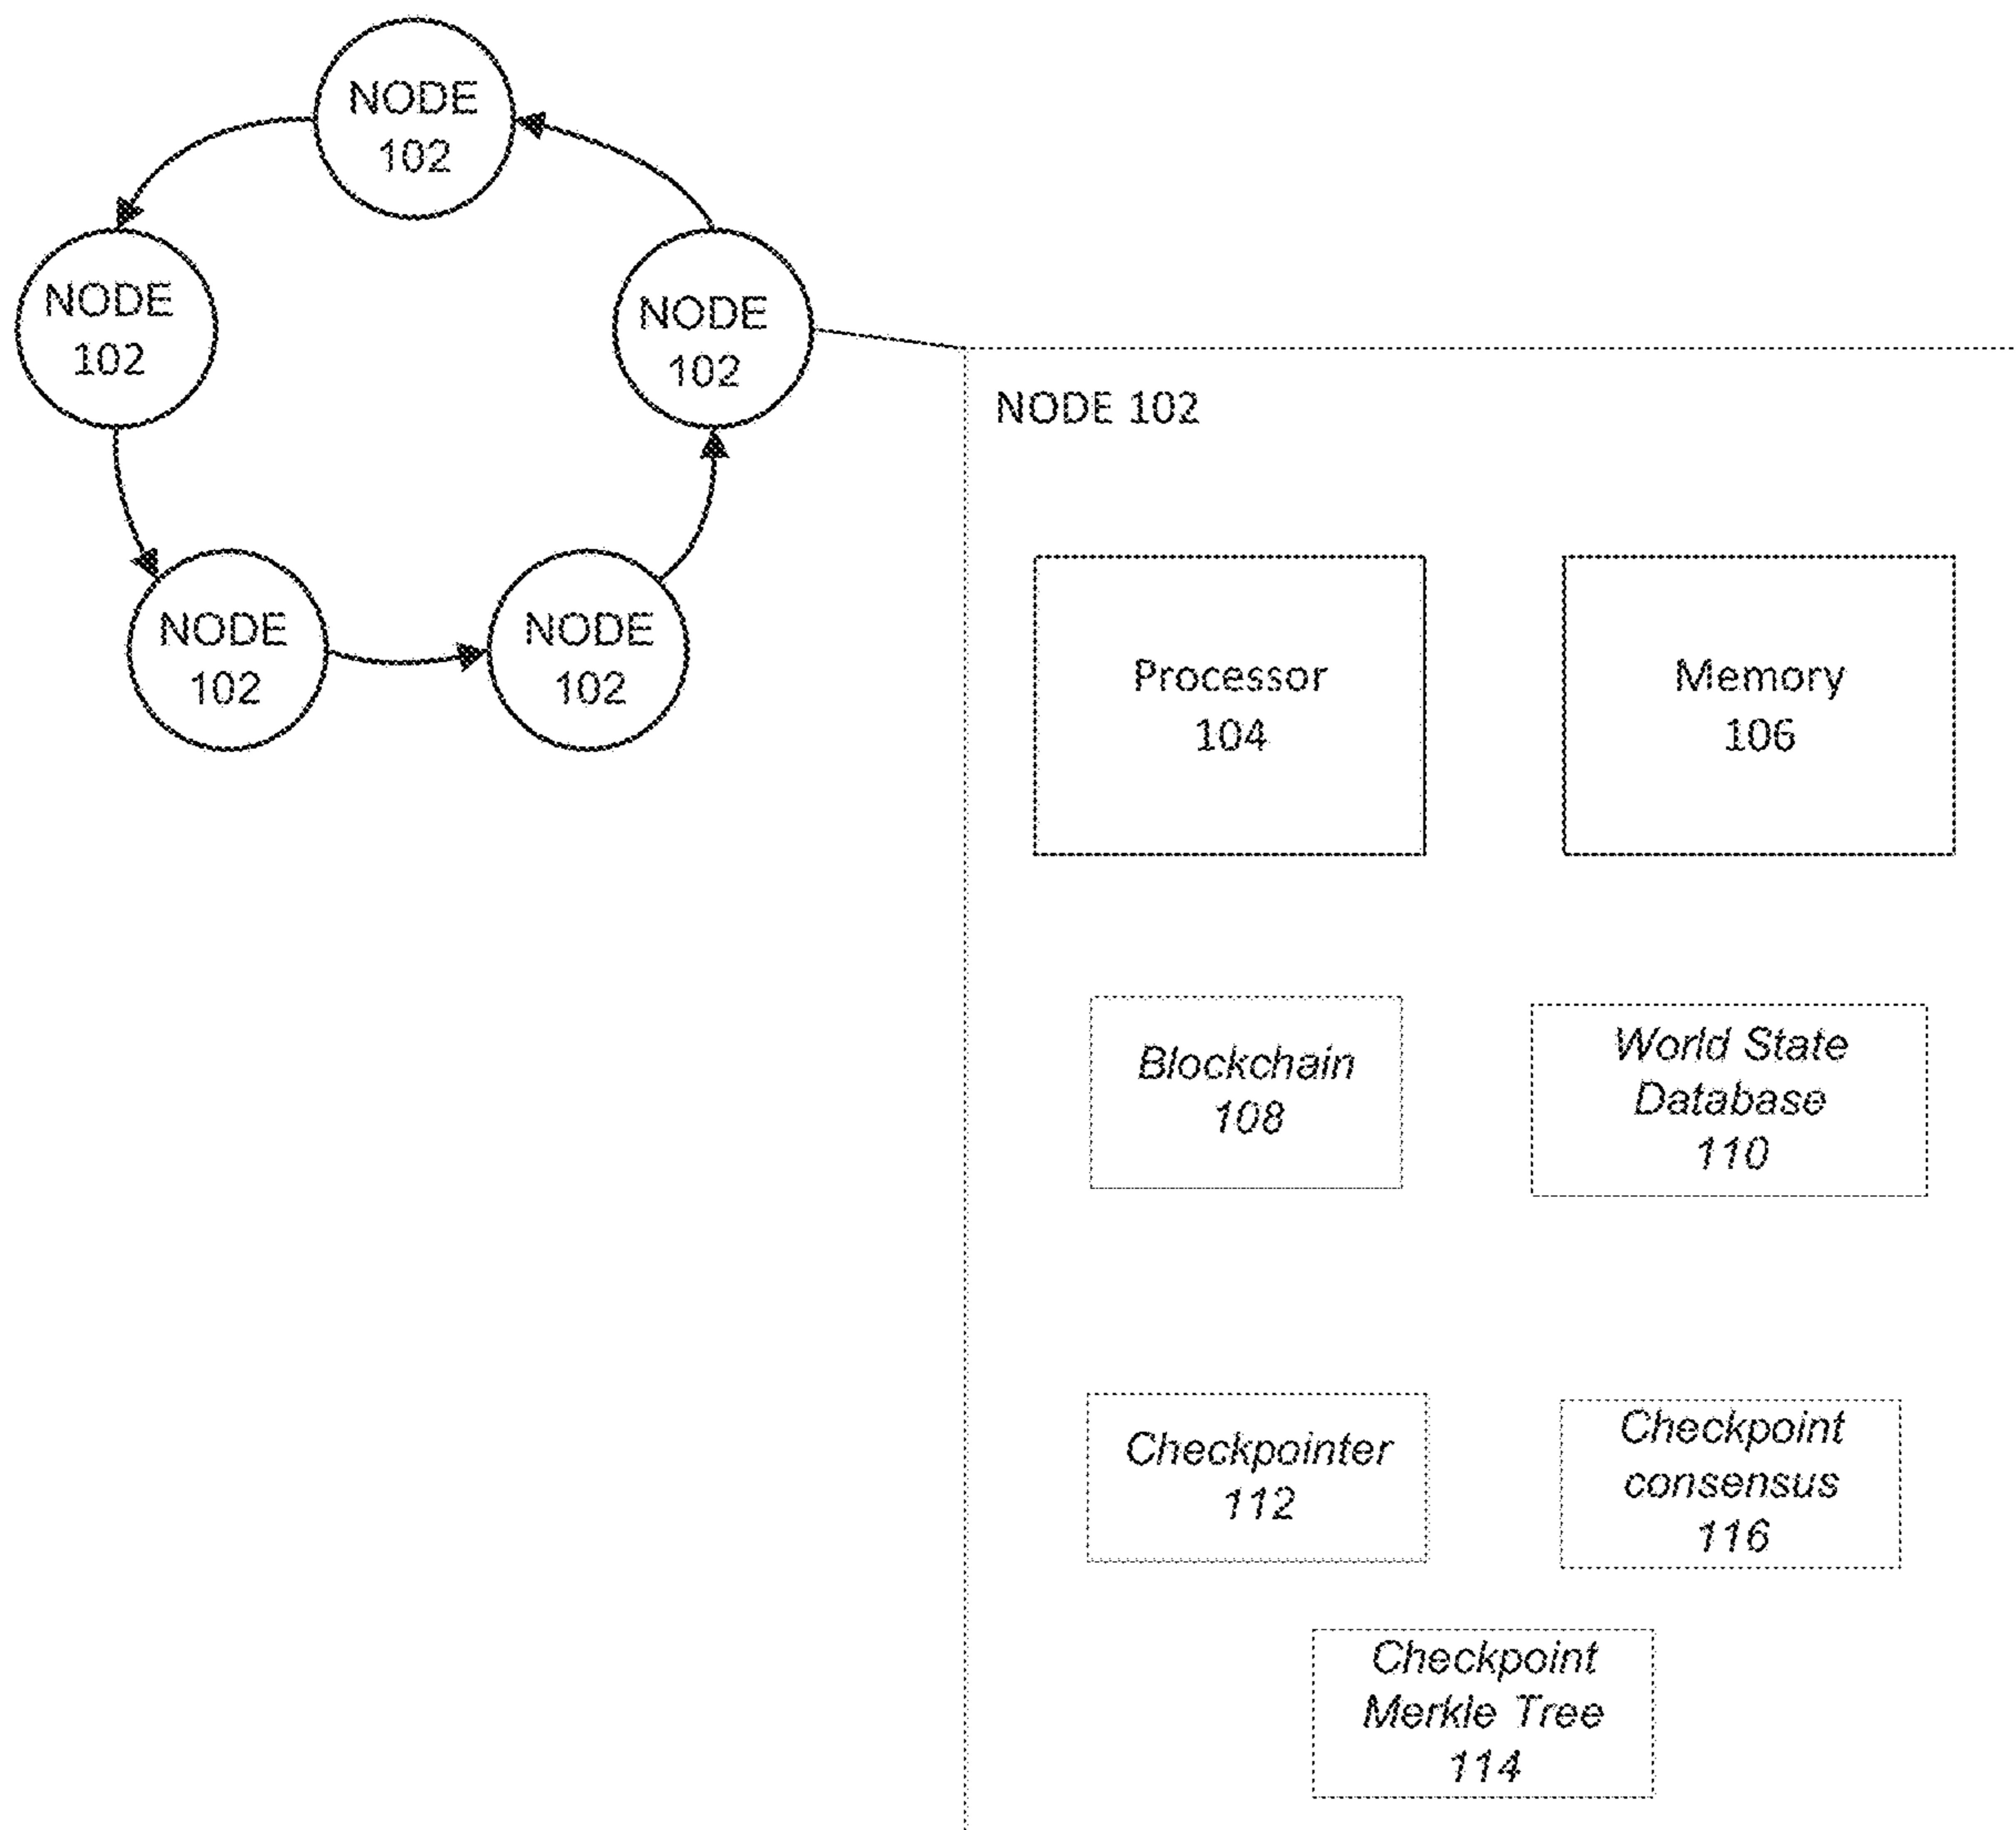 NODE
102
NODE
102
NODE
102
NODE
102
NODE
102
NODE 102
Processor
104
Memory
106
Blockchain
108
World State
Database
110
Checkpointer
112
Checkpoint
consensus
116
Checkpoint
Merkle Tree
114